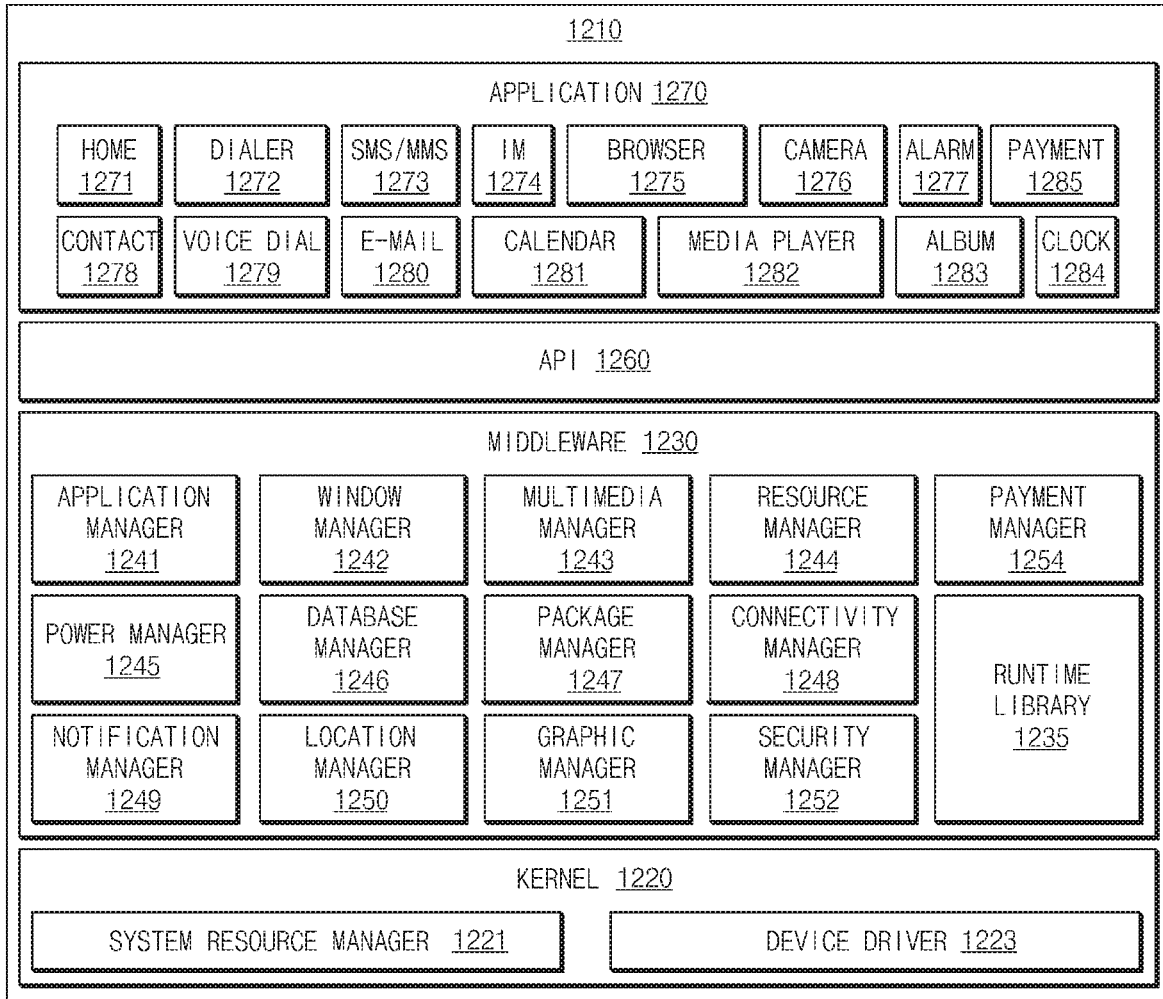 1210
APPLICATION 1270
HOME
1271
DIALER
1272
SMS/MMS
1273
IM
1274
BROWSER
1275
CAMERA
1276
ALARM
1277
PAYMENT
1285
CONTACT
1278
VOICE DIAL
1279
E-MAIL
1280
CALENDAR
1281
MEDIA PLAYER
1282
ALBUM
1283
CLOCK
1284
API 1260
MIDDLEWARE 1230
APPLICATION
MANAGER
1241
WINDOW
MANAGER
1242
MULTIMEDIA
MANAGER
1243
RESOURCE
MANAGER
1244
PAYMENT
MANAGER
1254
POWER MANAGER
1245
DATABASE
MANAGER
1246
PACKAGE
MANAGER
1247
CONNECTIVITY
MANAGER
1248
RUNTIME
LIBRARY
1235
NOTIFICATION
MANAGER
1249
LOCATION
MANAGER
1250
GRAPHIC
MANAGER
1251
SECURITY
MANAGER
1252
KERNEL 1220
SYSTEM RESOURCE MANAGER 1221
DEVICE DRIVER 1223